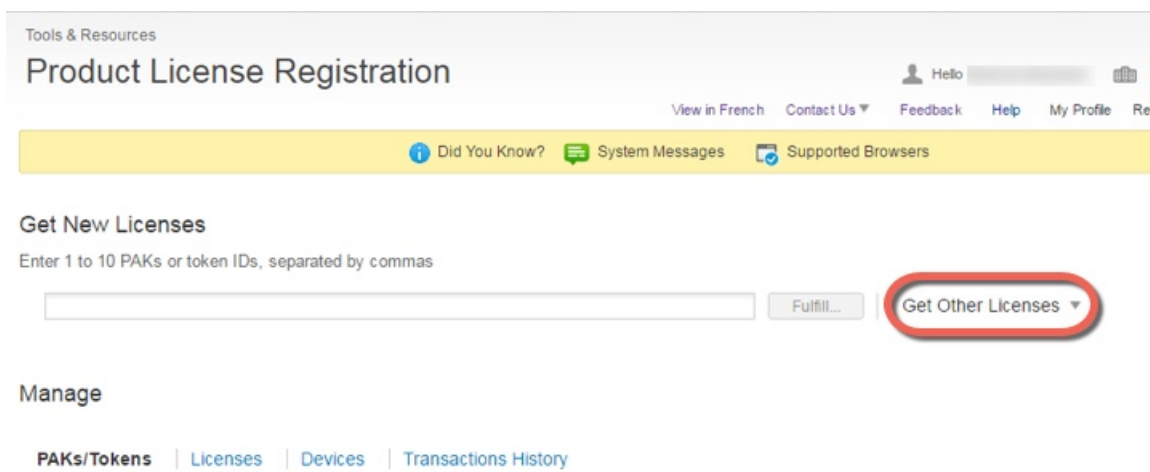 Tools & Resources
Product License Registration
Hello
View in French Contact Us Feedback Help My Profile
Did You Know? System Messages Supported Browsers
Get New Licenses
Enter 1 to 10 PAKs or token IDs, separated by commas
Fulfill... Get Other Licenses
Manage
PAKs/Tokens Licenses Devices Transactions History